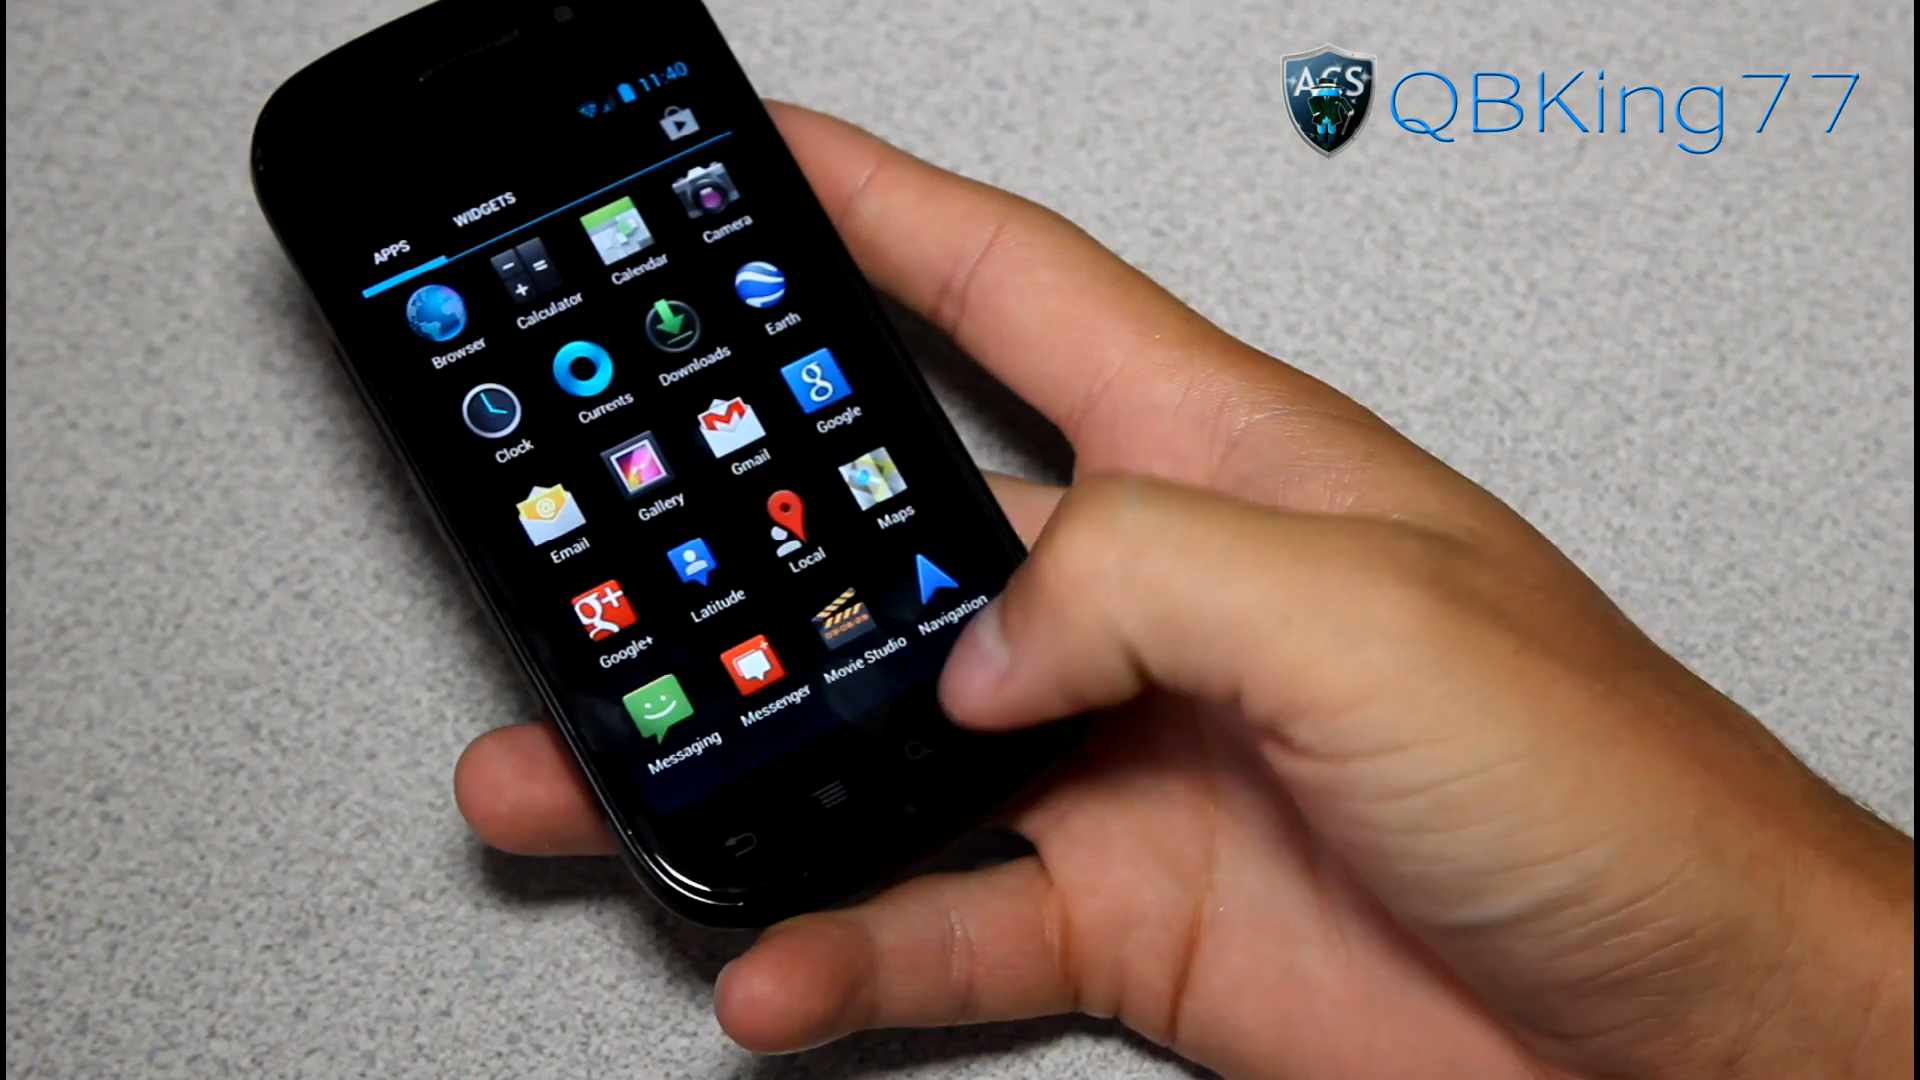 ACS QBKing77
11:40
APPS WIDGETS
Browser Calculator Calendar Camera
Clock Currents Downloads Earth
Email Gallery Gmail Google
Google+ Latitude Local Maps
Messaging Messenger Movie Studio Navigation